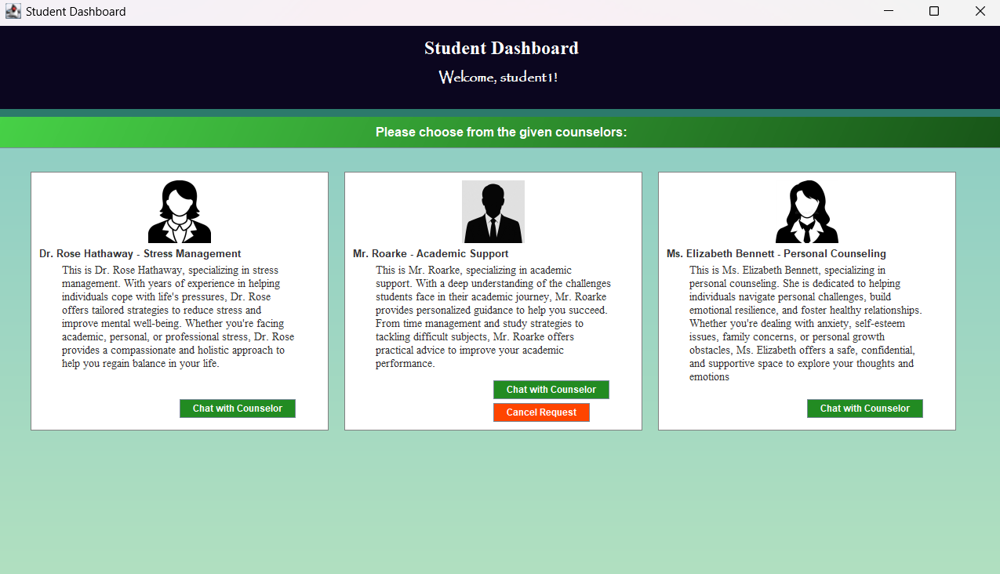 Student Dashboard
Student Dashboard
Welcome, student1!
Please choose from the given counselors:
Dr. Rose Hathaway - Stress Management
This is Dr. Rose Hathaway, specializing in stress
management. With years of experience in helping
individuals cope with life's pressures, Dr. Rose
offers tailored strategies to reduce stress and
improve mental well-being. Whether you're facing
academic, personal, or professional stress, Dr. Rose
provides a compassionate and holistic approach to
help you regain balance in your life.
Chat with Counselor
Mr. Roarke - Academic Support
This is Mr. Roarke, specializing in academic
support. With a deep understanding of the challenges
students face in their academic journey, Mr. Roarke
provides personalized guidance to help you succeed.
From time management and study strategies to
tackling difficult subjects, Mr. Roarke offers
practical advice to improve your academic
performance.
Chat with Counselor
Cancel Request
Ms. Elizabeth Bennett - Personal Counseling
This is Ms. Elizabeth Bennett, specializing in
personal counseling. She is dedicated to helping
individuals navigate personal challenges, build
emotional resilience, and foster healthy relationships.
Whether you're dealing with anxiety, self-esteem
issues, family concerns, or personal growth
obstacles, Ms. Elizabeth offers a safe, confidential,
and supportive space to explore your thoughts and
emotions
Chat with Counselor